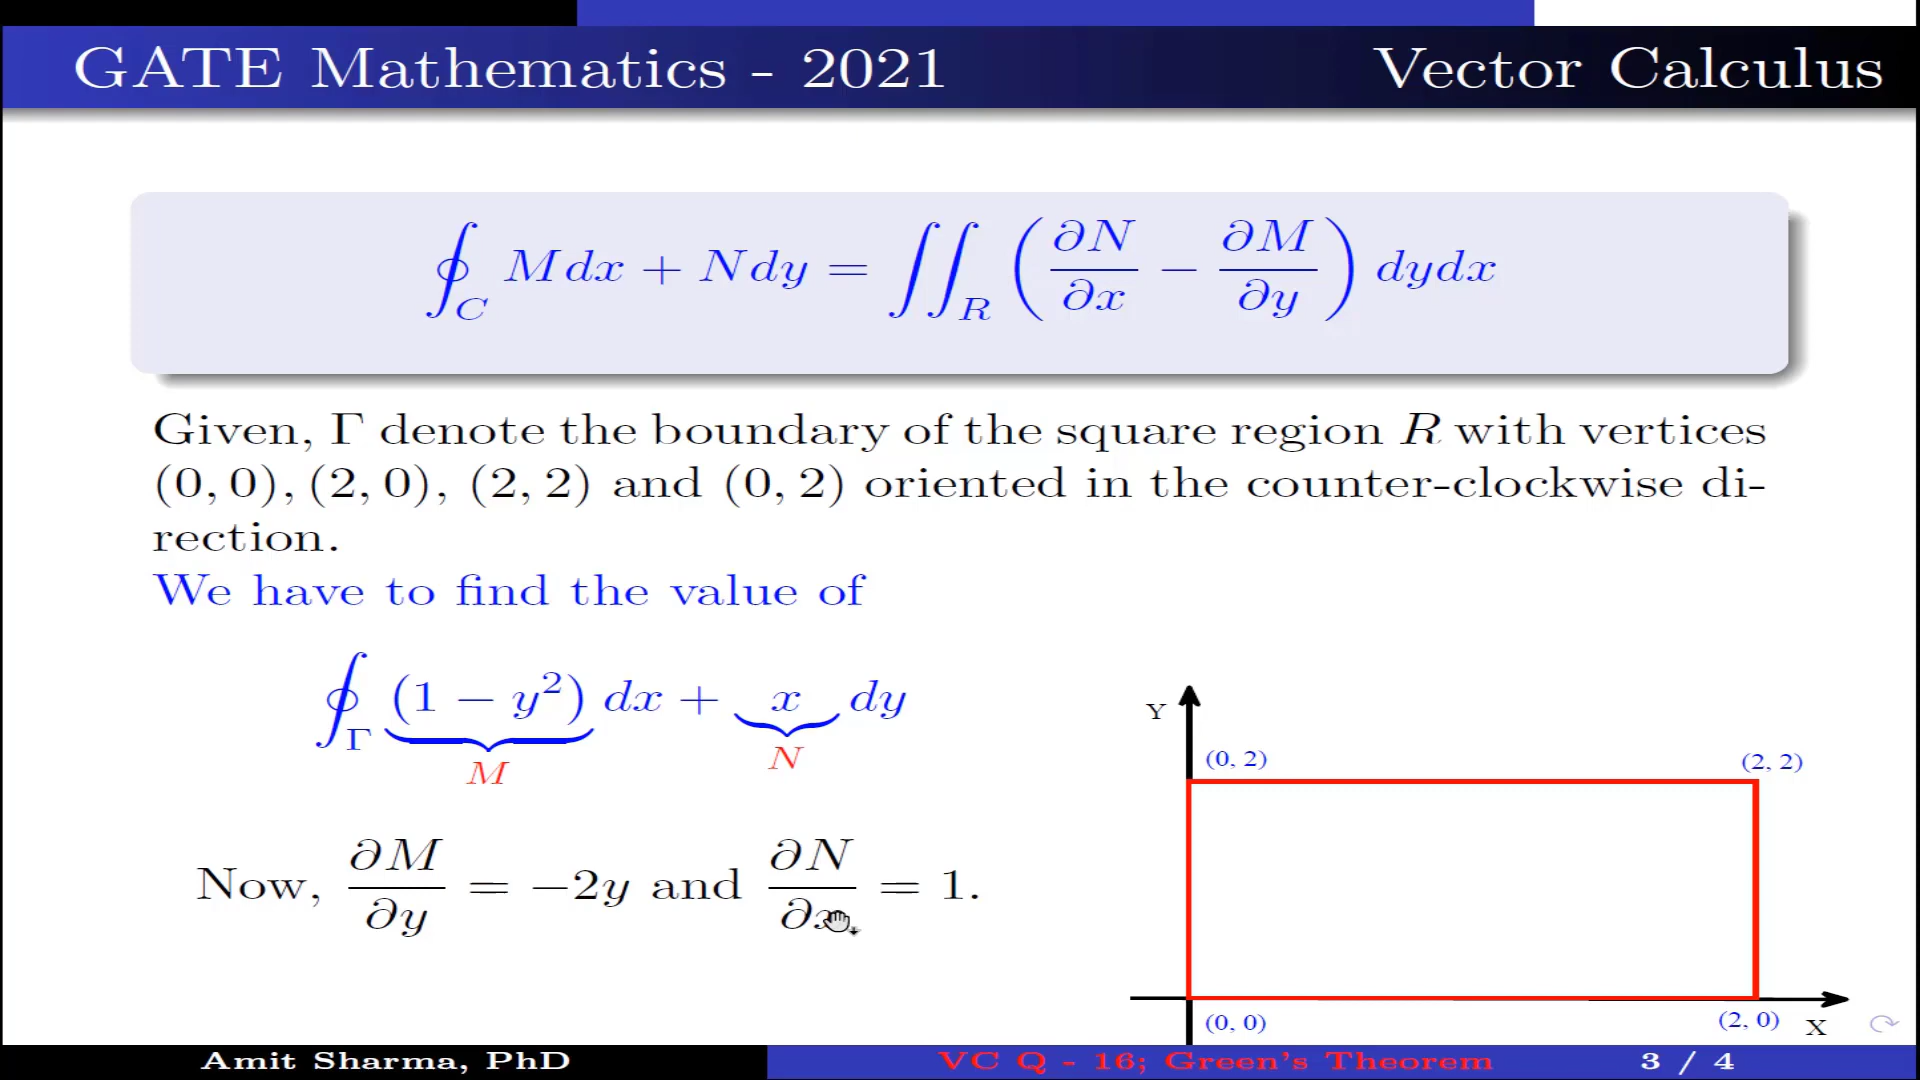 GATE Mathematics - 2021 Vector Calculus
∮_C M dx + N dy = ∬_R (∂N/∂x − ∂M/∂y) dydx
Given, Γ denote the boundary of the square region R with vertices
(0, 0), (2, 0), (2, 2) and (0, 2) oriented in the counter-clockwise di-
rection.
We have to find the value of
∮_Γ (1 − y²) dx + x dy
M N
Now, ∂M/∂y = −2y and ∂N/∂x = 1.
Y
(0, 2) (2, 2)
(0, 0) (2, 0) X
Amit Sharma, PhD VC Q - 16; Green's Theorem 3 / 4